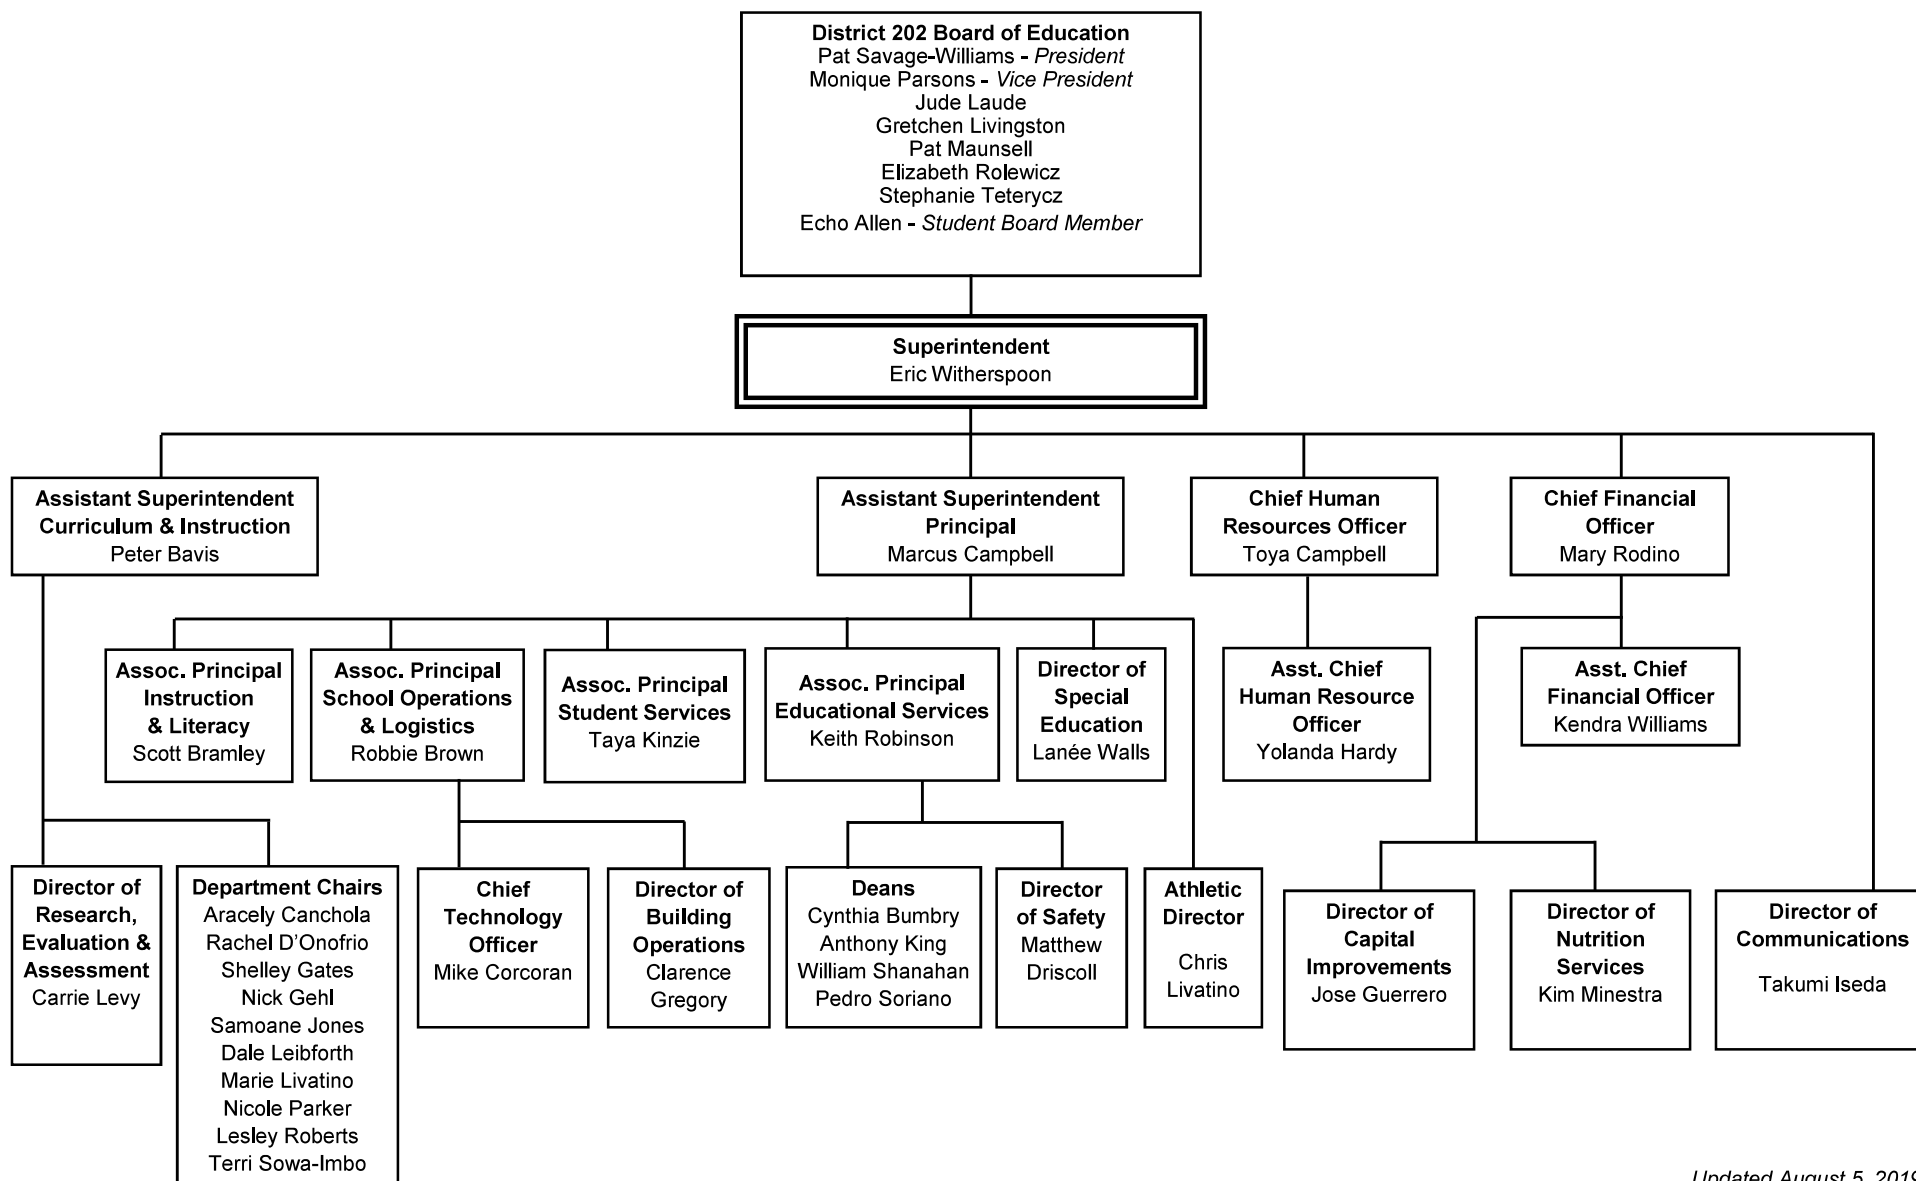 District 202 Board of Education
Pat Savage-Williams - President
Monique Parsons - Vice President
Jude Laude
Gretchen Livingston
Pat Maunsell
Elizabeth Rolewicz
Stephanie Teterycz
Echo Allen - Student Board Member
Superintendent
Eric Witherspoon
Assistant Superintendent
Curriculum & Instruction
Peter Bavis
Assistant Superintendent
Principal
Marcus Campbell
Chief Human
Resources Officer
Toya Campbell
Chief Financial
Officer
Mary Rodino
Assoc. Principal
Instruction
& Literacy
Scott Bramley
Assoc. Principal
School Operations
& Logistics
Robbie Brown
Assoc. Principal
Student Services
Taya Kinzie
Assoc. Principal
Educational Services
Keith Robinson
Director of
Special
Education
Lanée Walls
Asst. Chief
Human Resource
Officer
Yolanda Hardy
Asst. Chief
Financial Officer
Kendra Williams
Director of
Research,
Evaluation &
Assessment
Carrie Levy
Department Chairs
Aracely Canchola
Rachel D’Onofrio
Shelley Gates
Nick Gehl
Samoane Jones
Dale Leibforth
Marie Livatino
Nicole Parker
Lesley Roberts
Terri Sowa-Imbo
Chief
Technology
Officer
Mike Corcoran
Director of
Building
Operations
Clarence
Gregory
Deans
Cynthia Bumbry
Anthony King
William Shanahan
Pedro Soriano
Director
of Safety
Matthew
Driscoll
Athletic
Director
Chris
Livatino
Director of
Capital
Improvements
Jose Guerrero
Director of
Nutrition
Services
Kim Minestra
Director of
Communications
Takumi Iseda
Updated August 5, 2019